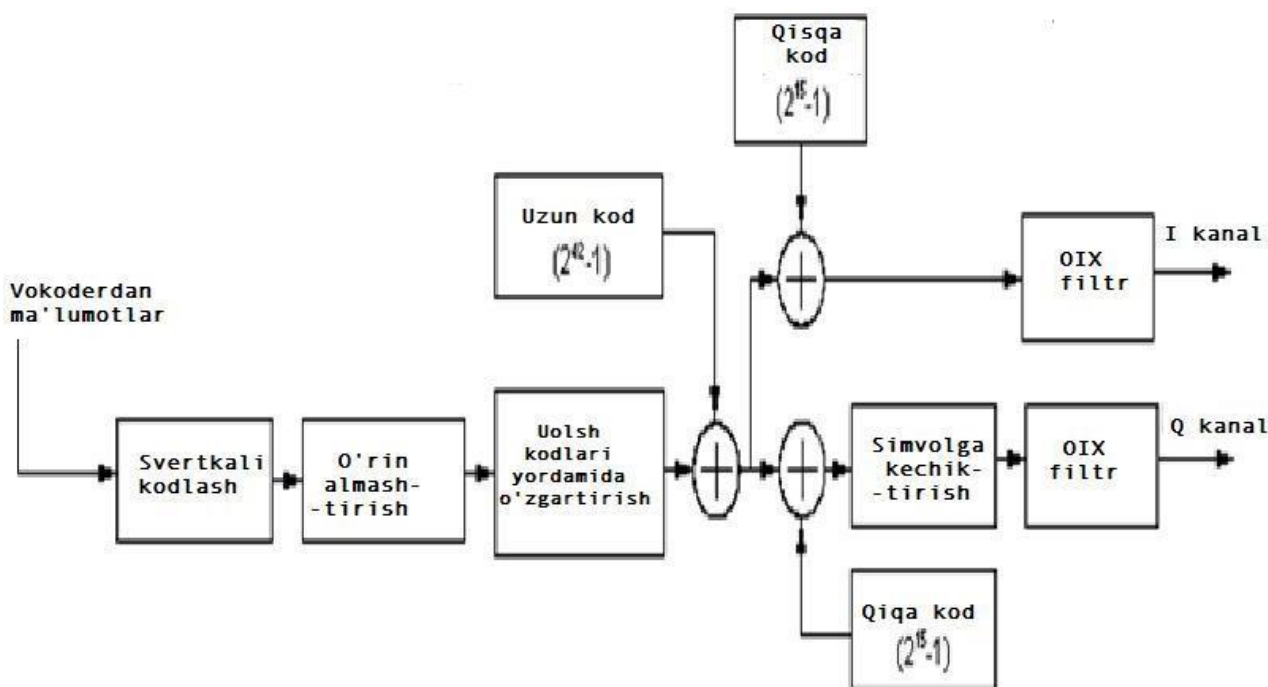 Qisqa
kod
(2^15-1)
Uzun kod
(2^42-1)
OIX
filtr
I kanal
Vokoderdan
ma'lumotlar
Svertkali
kodlash
O'rin
almash-
-tirish
Uolsh
kodlari
yordamida
o'zgartirish
Simvolga
kechik-
-tirish
OIX
filtr
Q kanal
Qiqa kod
(2^15-1)